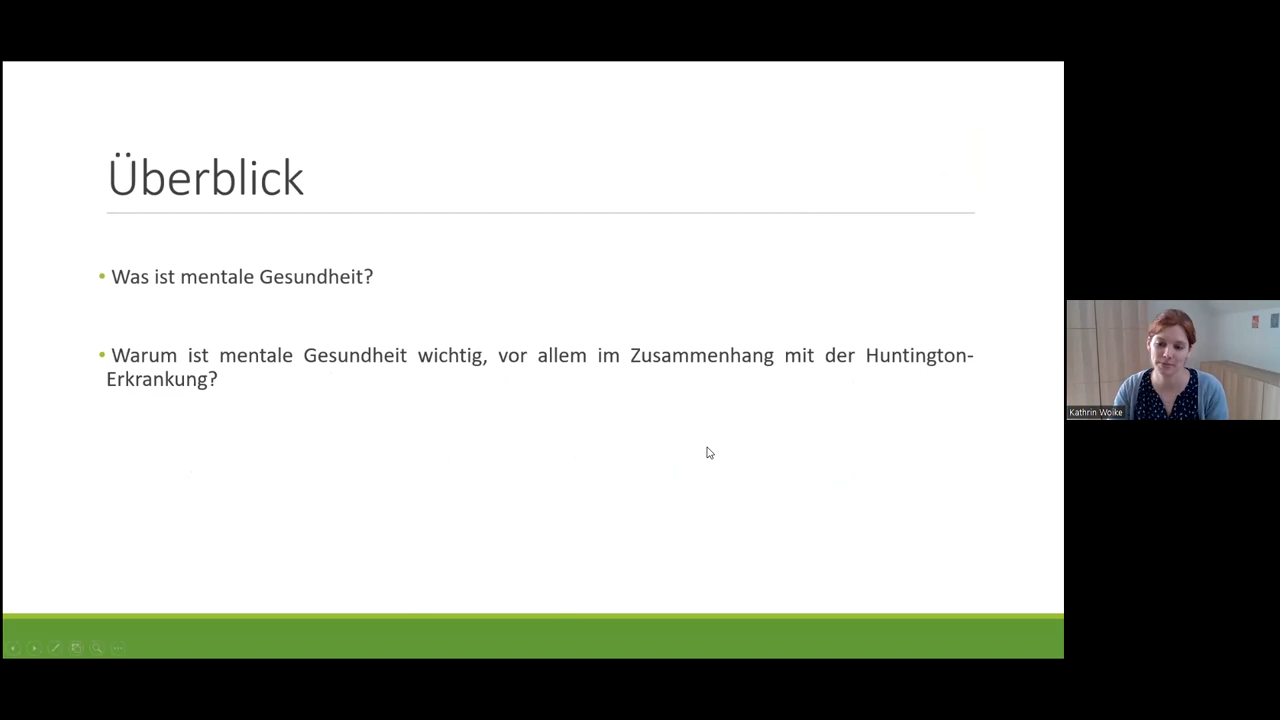 Überblick
• Was ist mentale Gesundheit?
• Warum ist mentale Gesundheit wichtig, vor allem im Zusammenhang mit der Huntington-
Erkrankung?
Kathrin Woike